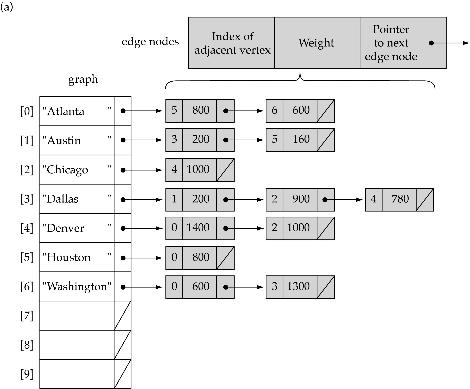 (a)
edge nodes
Index of adjacent vertex
Weight
Pointer to next edge node
graph
[0] "Atlanta " 5 800 6 600
[1] "Austin " 3 200 5 160
[2] "Chicago " 4 1000
[3] "Dallas " 1 200 2 900 4 780
[4] "Denver " 0 1400 2 1000
[5] "Houston " 0 800
[6] "Washington" 0 600 3 1300
[7]
[8]
[9]